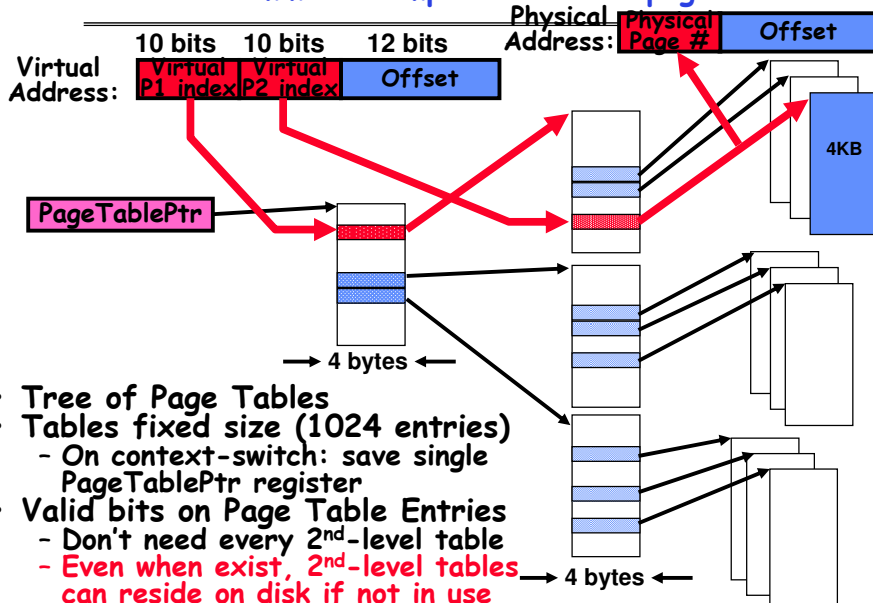 Physical
Address:
Physical
Page #
Offset
10 bits
10 bits
12 bits
Virtual
Address:
Virtual
P1 index
Virtual
P2 index
Offset
4KB
PageTablePtr
4 bytes
Tree of Page Tables
Tables fixed size (1024 entries)
- On context-switch: save single
PageTablePtr register
Valid bits on Page Table Entries
- Don't need every 2nd-level table
- Even when exist, 2nd-level tables
can reside on disk if not in use
4 bytes